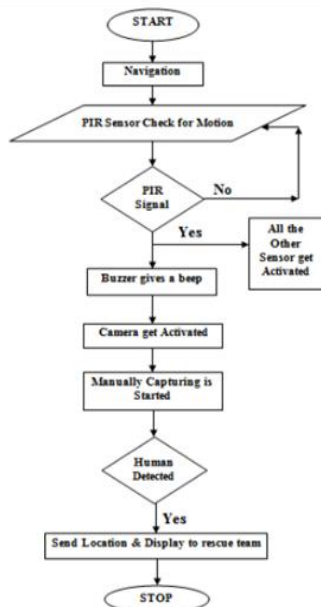 START
Navigation
PIR Sensor Check for Motion
PIR
Signal
No
Yes
All the
Other
Sensor get
Activated
Buzzer gives a beep
Camera get Activated
Manually Capturing is
Started
Human
Detected
Yes
Send Location & Display to rescue team
STOP